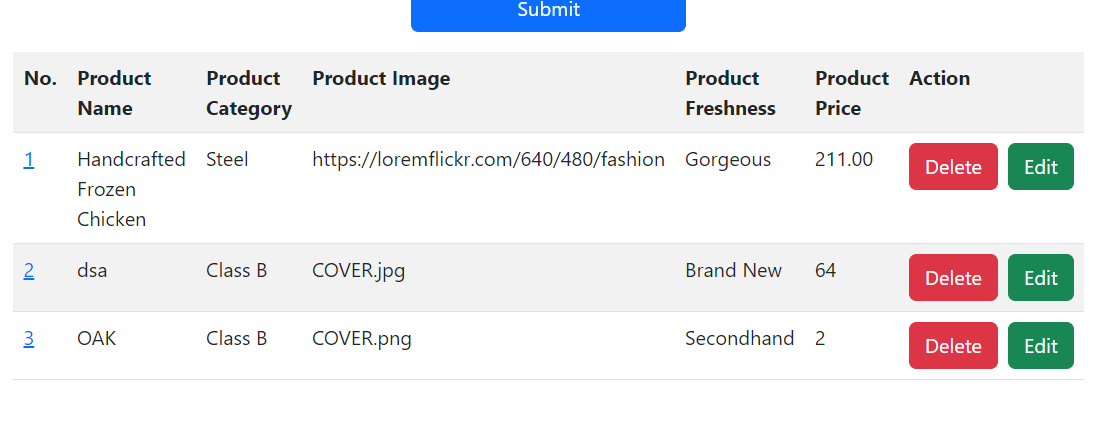 Submit
No. Product Name Product Category Product Image Product Freshness Product Price Action
1 Handcrafted Frozen Chicken Steel https://loremflickr.com/640/480/fashion Gorgeous 211.00 Delete Edit
2 dsa Class B COVER.jpg Brand New 64 Delete Edit
3 OAK Class B COVER.png Secondhand 2 Delete Edit